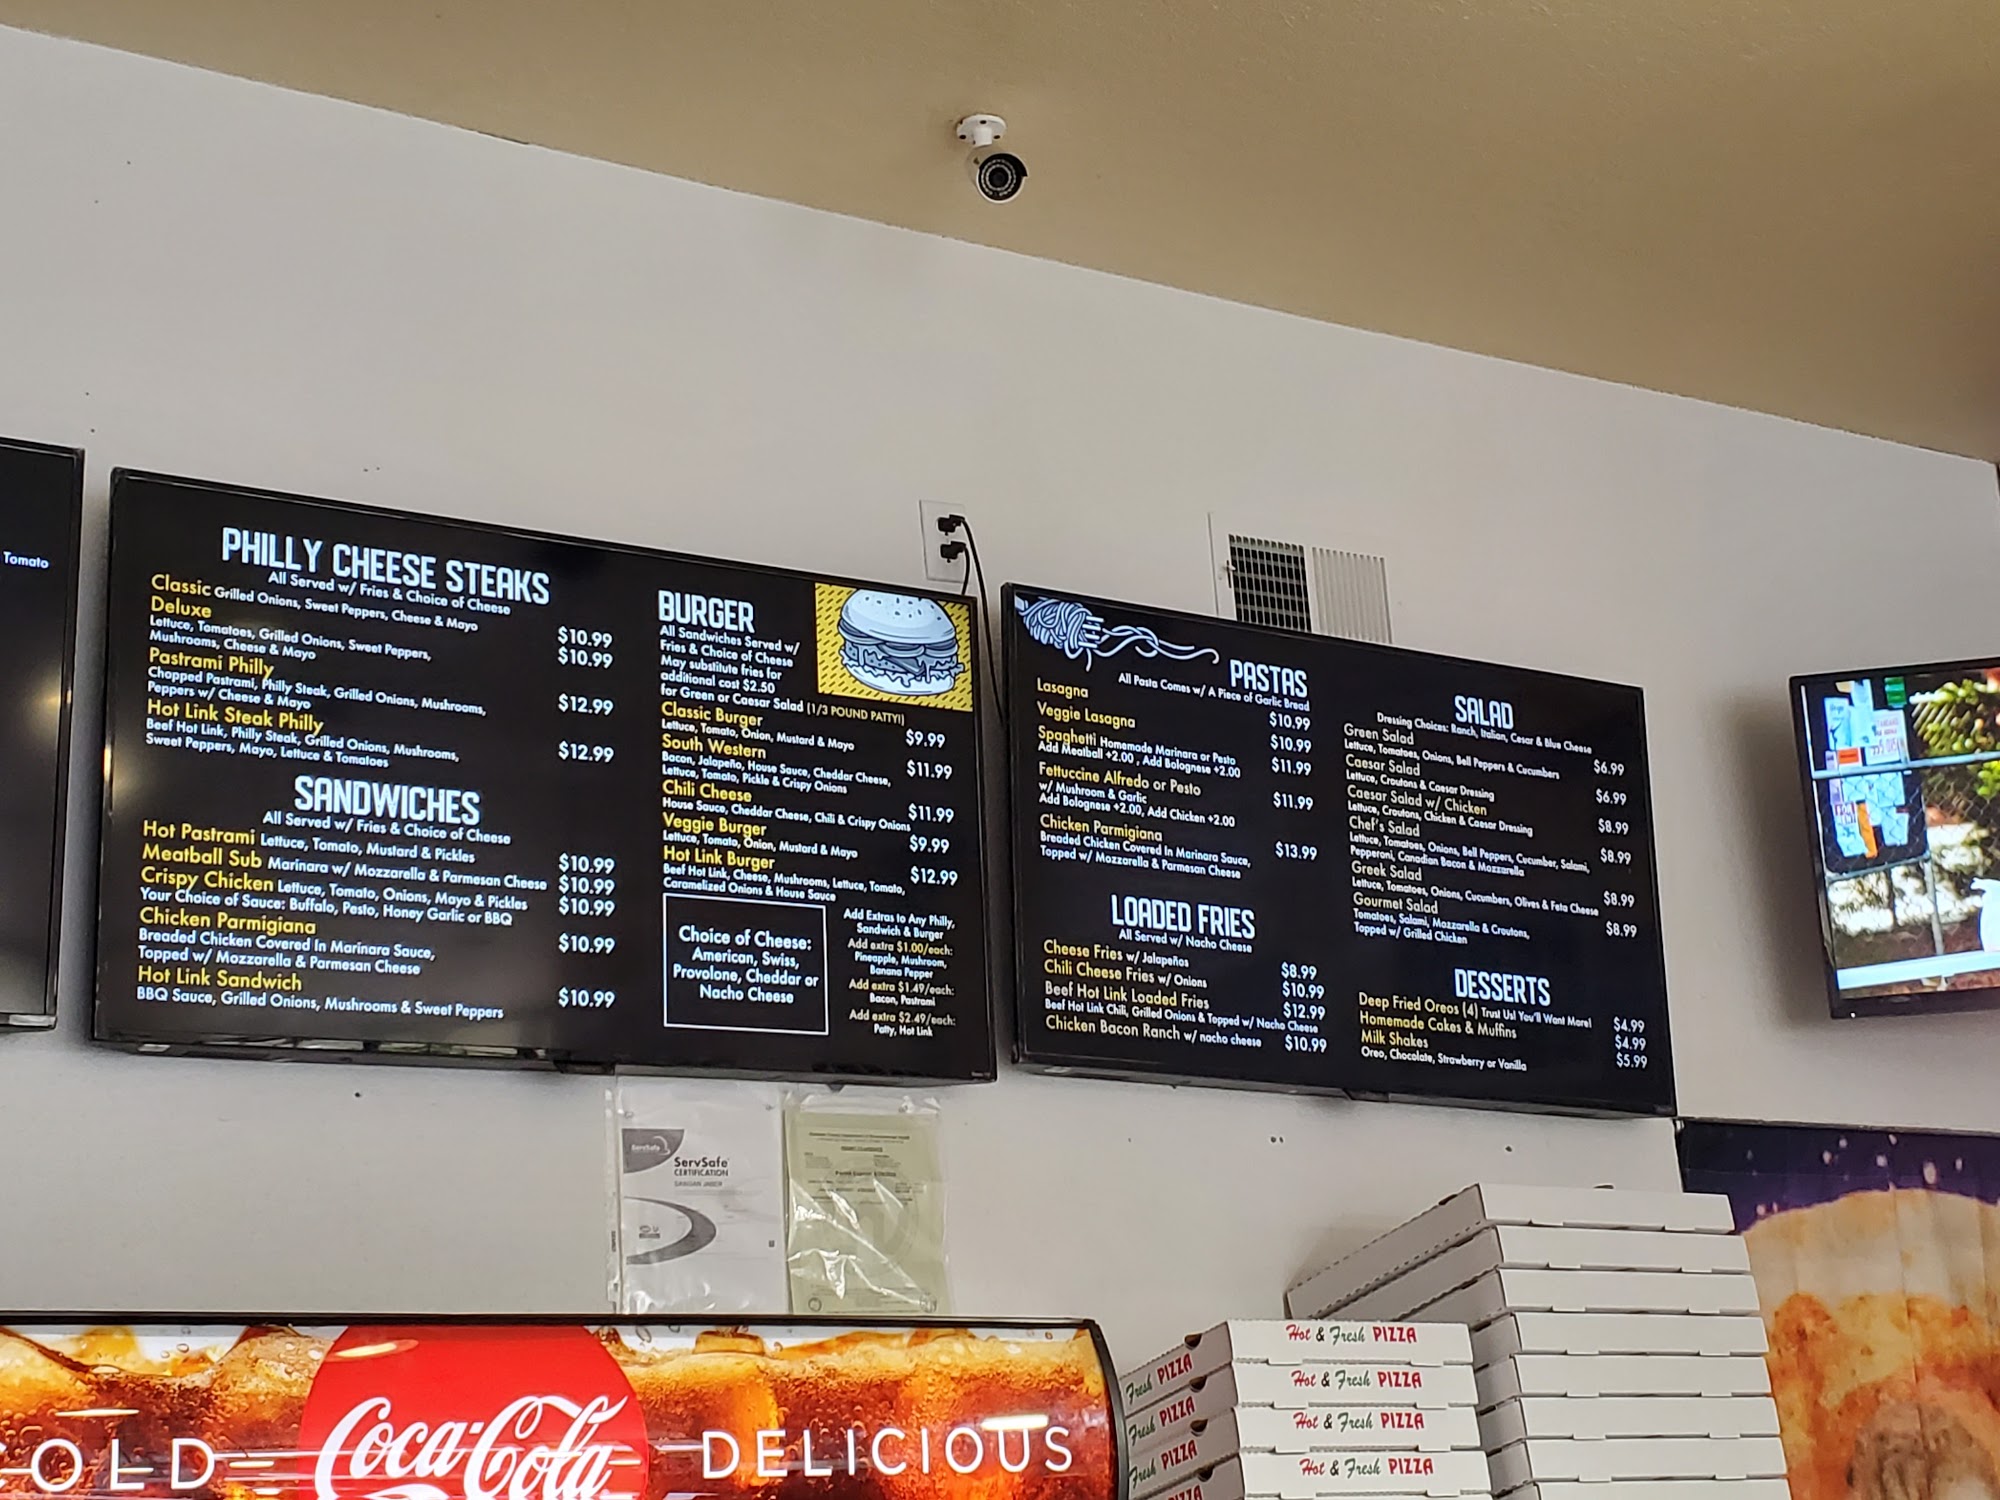 Tomato
PHILLY CHEESE STEAKS
All Served w/ Fries & Choice of Cheese
Classic Grilled Onions, Sweet Peppers, Cheese & Mayo $10.99
Deluxe $10.99
Lettuce, Tomatoes, Grilled Onions, Sweet Peppers,
Mushrooms, Cheese & Mayo
Pastrami Philly $12.99
Chopped Pastrami, Philly Steak, Grilled Onions, Mushrooms,
Peppers w/ Cheese & Mayo
Hot Link Steak Philly $12.99
Beef Hot Link, Philly Steak, Grilled Onions, Mushrooms,
Sweet Peppers, Mayo, Lettuce & Tomatoes
SANDWICHES
All Served w/ Fries & Choice of Cheese
Hot Pastrami Lettuce, Tomato, Mustard & Pickles $10.99
Meatball Sub Marinara w/ Mozzarella & Parmesan Cheese $10.99
Crispy Chicken Lettuce, Tomato, Onions, Mayo & Pickles $10.99
Your Choice of Sauce: Buffalo, Pesto, Honey Garlic or BBQ
Chicken Parmigiana $10.99
Breaded Chicken Covered In Marinara Sauce,
Topped w/ Mozzarella & Parmesan Cheese
Hot Link Sandwich $10.99
BBQ Sauce, Grilled Onions, Mushrooms & Sweet Peppers
BURGER
All Sandwiches Served w/
Fries & Choice of Cheese
May substitute fries for
additional cost $2.50
for Green or Caesar Salad (1/3 POUND PATTY!)
Classic Burger $9.99
Lettuce, Tomato, Onion, Mustard & Mayo
South Western $11.99
Bacon, Jalapeño, House Sauce, Cheddar Cheese,
Lettuce, Tomato, Pickle & Crispy Onions
Chili Cheese $11.99
House Sauce, Cheddar Cheese, Chili & Crispy Onions
Veggie Burger $9.99
Lettuce, Tomato, Onion, Mustard & Mayo
Hot Link Burger $12.99
Beef Hot Link, Cheese, Mushrooms, Lettuce, Tomato,
Caramelized Onions & House Sauce
Choice of Cheese:
American, Swiss,
Provolone, Cheddar or
Nacho Cheese
Add Extras to Any Philly,
Sandwich & Burger
Add extra $1.00/each:
Pineapple, Mushroom,
Banana Pepper
Add extra $1.49/each:
Bacon, Pastrami
Add extra $2.49/each:
Patty, Hot Link
PASTAS
All Pasta Comes w/ A Piece of Garlic Bread
Lasagna $10.99
Veggie Lasagna $10.99
Spaghetti Homemade Marinara or Pesto $11.99
Add Meatball +2.00 , Add Bolognese +2.00
Fettuccine Alfredo or Pesto $11.99
w/ Mushroom & Garlic
Add Bolognese +2.00, Add Chicken +2.00
Chicken Parmigiana $13.99
Breaded Chicken Covered In Marinara Sauce,
Topped w/ Mozzarella & Parmesan Cheese
LOADED FRIES
All Served w/ Nacho Cheese
Cheese Fries w/ Jalapeños $8.99
Chili Cheese Fries w/ Onions $10.99
Beef Hot Link Loaded Fries $12.99
Beef Hot Link Chili, Grilled Onions & Topped w/ Nacho Cheese
Chicken Bacon Ranch w/ nacho cheese $10.99
SALAD
Dressing Choices: Ranch, Italian, Cesar & Blue Cheese
Green Salad $6.99
Lettuce, Tomatoes, Onions, Bell Peppers & Cucumbers
Caesar Salad $6.99
Lettuce, Croutons & Caesar Dressing
Caesar Salad w/ Chicken $8.99
Lettuce, Croutons, Chicken & Caesar Dressing
Chef's Salad $8.99
Lettuce, Tomatoes, Onions, Bell Peppers, Cucumber, Salami,
Pepperoni, Canadian Bacon & Mozzarella
Greek Salad $8.99
Lettuce, Tomatoes, Onions, Cucumbers, Olives & Feta Cheese
Gourmet Salad $8.99
Tomatoes, Salami, Mozzarella & Croutons,
Topped w/ Grilled Chicken
DESSERTS
Deep Fried Oreos (4) Trust Us! You'll Want More! $4.99
Homemade Cakes & Muffins $4.99
Milk Shakes $5.99
Oreo, Chocolate, Strawberry or Vanilla
ServSafe
ServSafe
CERTIFICATION
OLD
Coca-Cola
DELICIOUS
Fresh PIZZA
Fresh PIZZA
Fresh PIZZA
IZZA
Hot & Fresh PIZZA
Hot & Fresh PIZZA
Hot & Fresh PIZZA
Hot & Fresh PIZZA